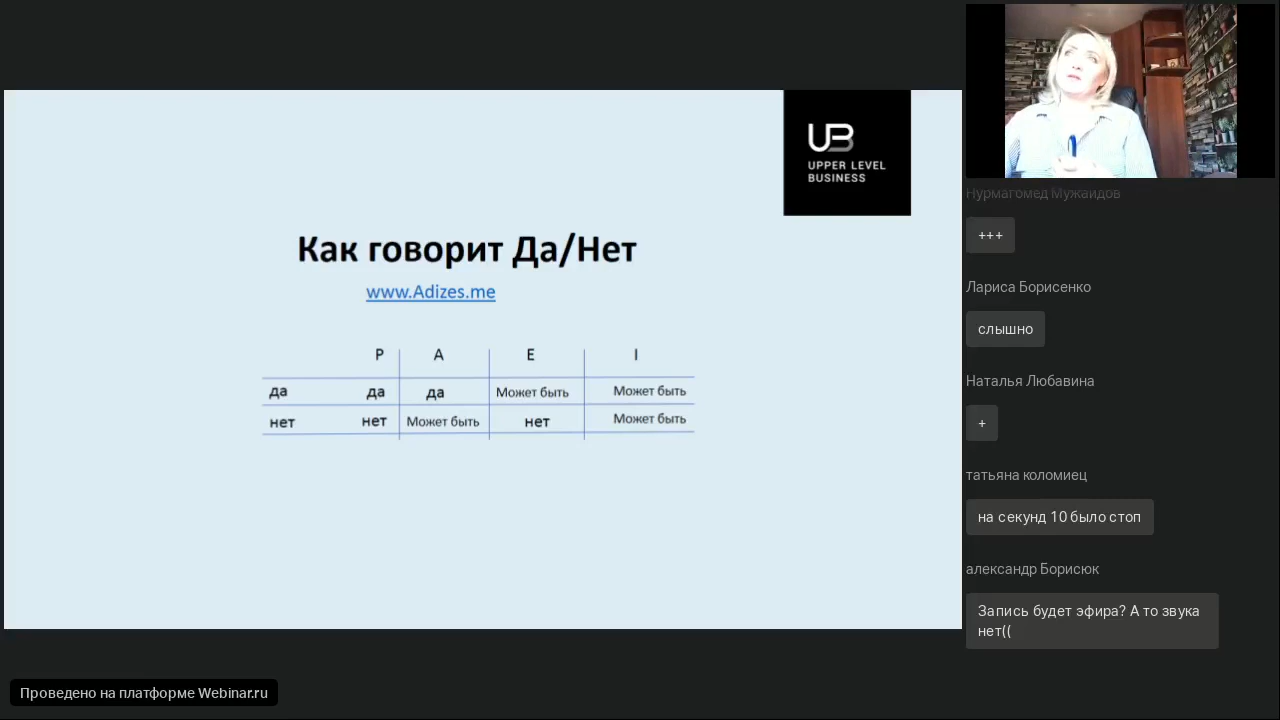 UB
UPPER LEVEL
BUSINESS
Как говорит Да/Нет
www.Adizes.me
P A E I
да да да Может быть Может быть
нет нет Может быть нет Может быть
Нурмагомед Мужаидов
+++
Лариса Борисенко
слышно
Наталья Любавина
+
татьяна коломиец
на секунд 10 было стоп
александр Борисюк
Запись будет эфира? А то звука
нет((
Проведено на платформе Webinar.ru